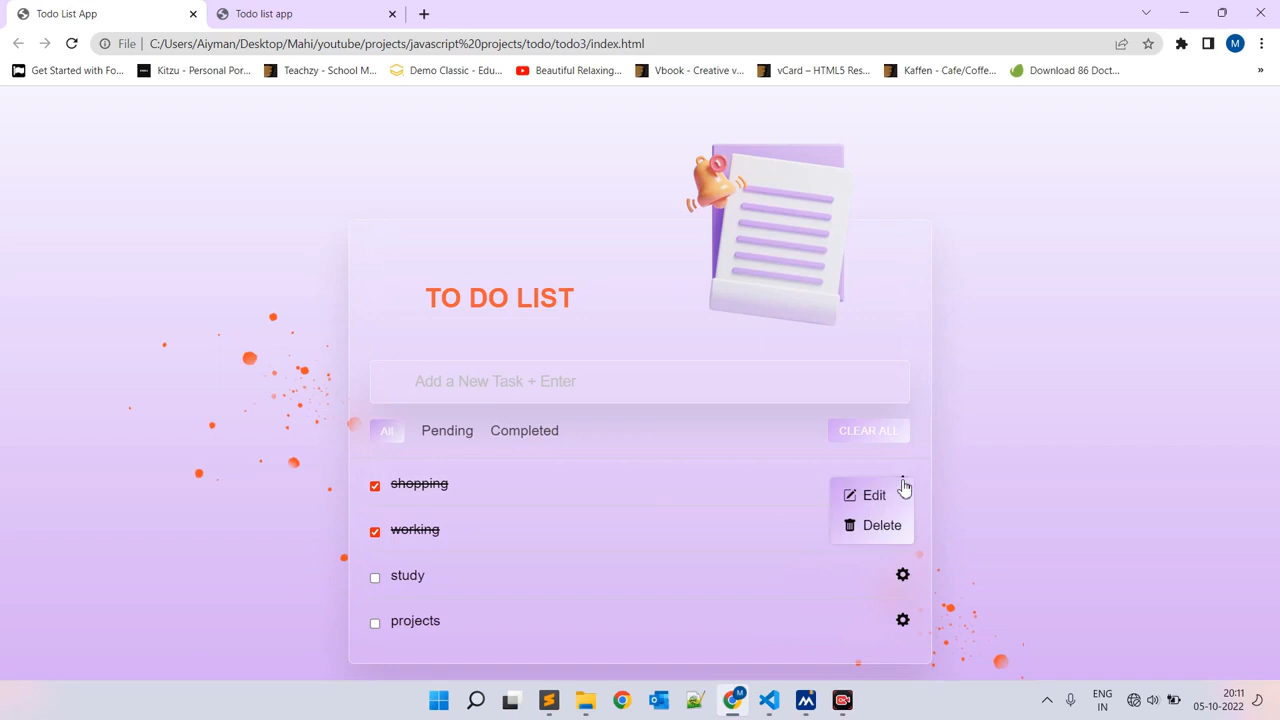 Todo List App
Todo list app
File C:/Users/Aiyman/Desktop/Mahi/youtube/projects/javascript%20projects/todo/todo3/index.html
M
Get Started with Fo...
Kitzu - Personal Por...
Teachzy - School M...
Demo Classic - Edu...
Beautiful Relaxing...
Vbook - Creative v...
vCard – HTML5 Res...
Kaffen - Cafe/Coffe...
Download 86 Doct...
»
TO DO LIST
Add a New Task + Enter
All Pending Completed CLEAR ALL
shopping
Edit
working
Delete
study
projects
ENG
IN
20:11
05-10-2022